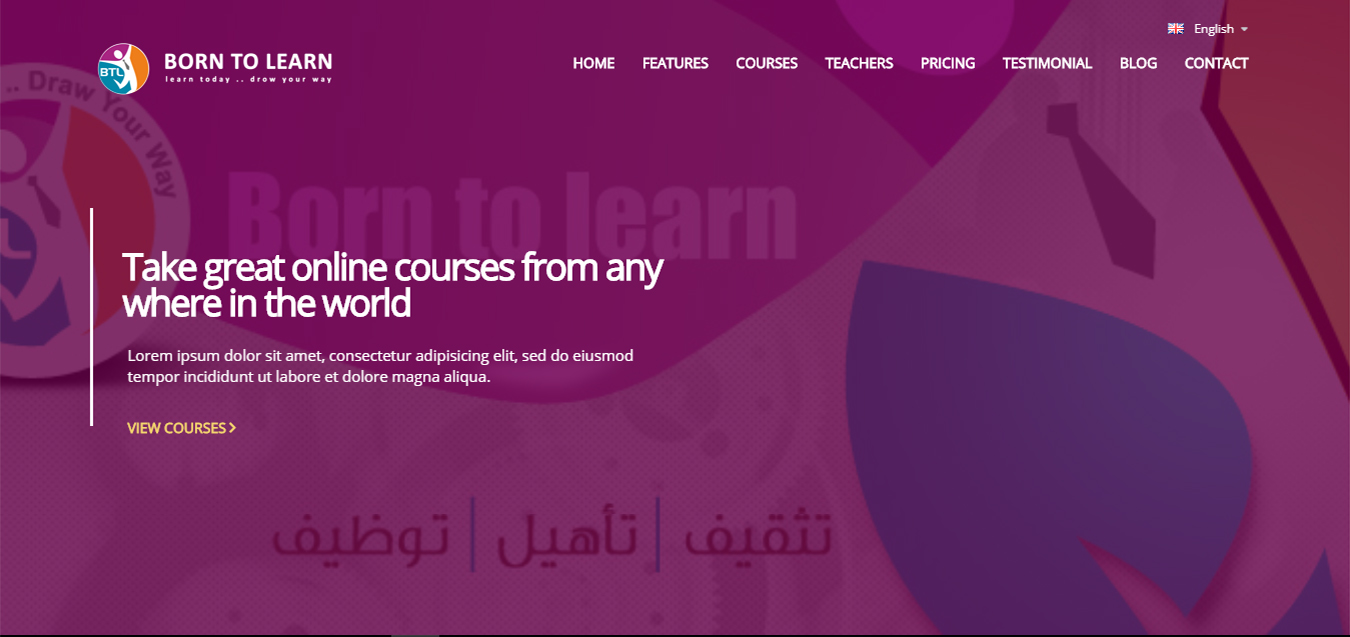 English
BTL
BORN TO LEARN
learn today .. drow your way
HOME FEATURES COURSES TEACHERS PRICING TESTIMONIAL BLOG CONTACT
.. Draw Your Way
Born to learn
Take great online courses from any
where in the world
Lorem ipsum dolor sit amet, consectetur adipisicing elit, sed do eiusmod
tempor incididunt ut labore et dolore magna aliqua.
VIEW COURSES
تثقيف | تأهيل | توظيف